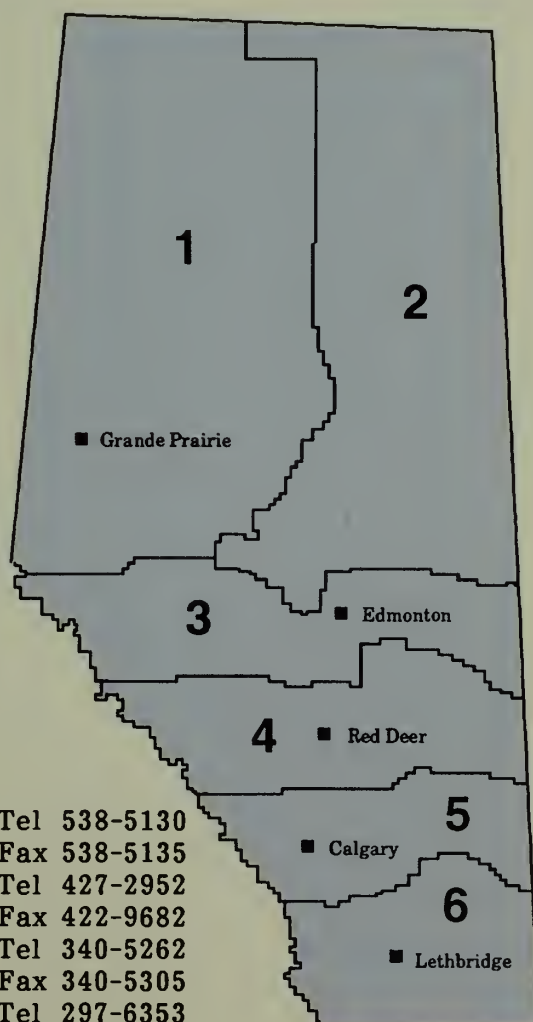 1
2
Grande Prairie
3
Edmonton
4
Red Deer
5
Calgary
6
Lethbridge
Tel 538-5130
Fax 538-5135
Tel 427-2952
Fax 422-9682
Tel 340-5262
Fax 340-5305
Tel 297-6353